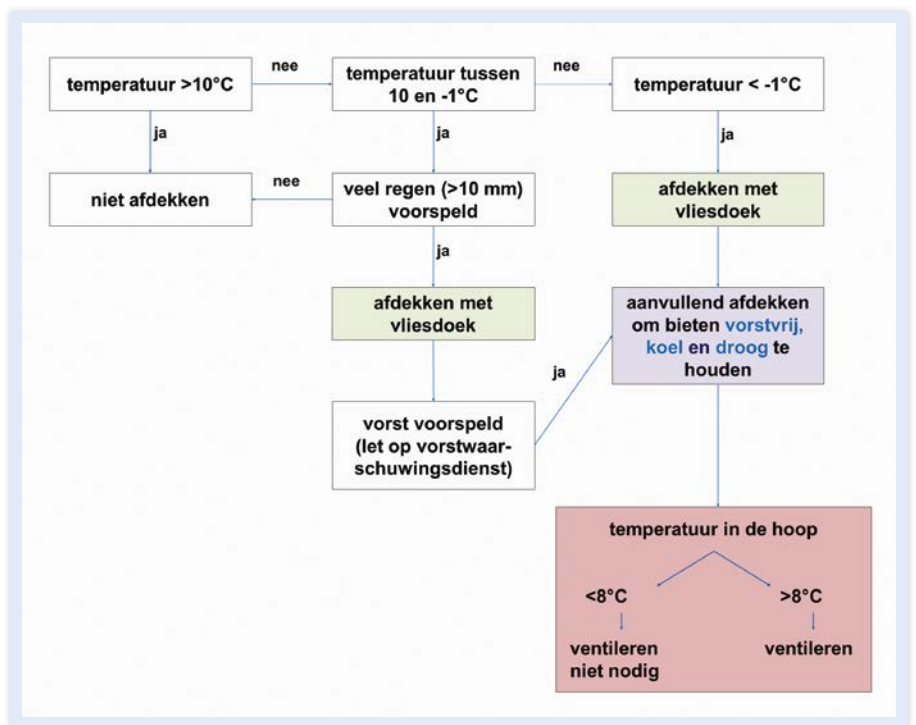 temperatuur >10°C
nee
temperatuur tussen
10 en -1°C
nee
temperatuur < -1°C
ja
ja
ja
niet afdekken
nee
veel regen (>10 mm)
voorspeld
afdekken met
vliesdoek
ja
afdekken met
vliesdoek
aanvullend afdekken
om bieten vorstvrij,
koel en droog te
houden
ja
vorst voorspeld
(let op vorstwaar-
schuwingsdienst)
temperatuur in de hoop
<8°C
>8°C
ventileren
niet nodig
ventileren